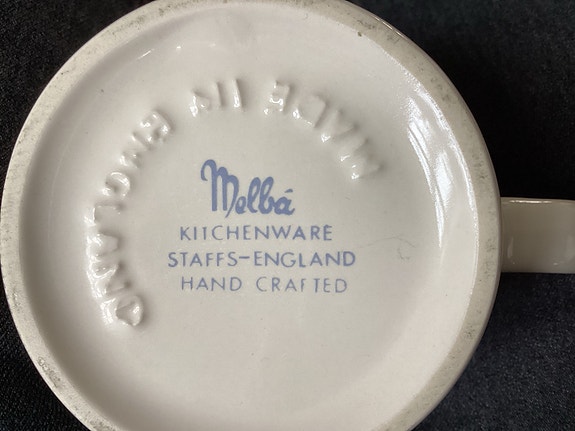 MADE IN ENGLAND
Melbá
KITCHENWARE
STAFFS-ENGLAND
HAND CRAFTED